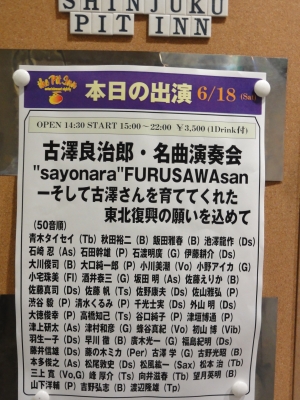 SHINJUKU
PIT INN
本日の出演 6/18 (Sat)
OPEN 14:30 START 15:00～22:00 ￥3,500 (1Drink付)
古澤良治郎・名曲演奏会
"sayonara"FURUSAWAsan
ーそして古澤さんを育ててくれた
東北復興の願いを込めて
(50音順)
青木タイセイ (Tb) 秋田裕二 (B) 飯田雅春 (B) 池澤龍作 (Ds)
石崎 忍 (As) 石田幹雄 (P) 石渡明廣 (G) 伊藤耕介 (Ds)
大川俊司 (B) 大口純一郎 (P) 小川美潮 (Vo) 小野アイカ (G)
小宅珠美 (Fl) 酒井泰三 (G) 坂田 明 (As) 佐藤えりか (B)
佐藤真司 (Ds) 佐藤 帆 (Ts) 佐野康夫 (Ds) 佐山雅弘 (P)
渋谷 毅 (P) 清水くるみ (P) 千光士実 (Ds) 外山 明 (Ds)
大徳俊幸 (P) 高橋知己 (Ts) 谷口純子 (P) 津垣博通 (P)
津上研太 (As) 津村和彦 (G) 蜂谷真紀 (Vo) 初山 博 (Vib)
羽生一子 (Ds) 早川 徹 (B) 廣木光一 (G) 福島紀明 (Ds)
藤井信雄 (Ds) 藤の木ミカ (Per) 古澤 学 (G) 古野光昭 (B)
本多俊之 (As) 松尾政史 (Ds) 松風紘一 (Sax) 松本 治 (Tb)
三上 寛 (Vo,G) 峰 厚介 (Ts) 向井滋春 (Tb) 望月英明 (B)
山下洋輔 (P) 吉野弘志 (B) 渡辺隆雄 (Tp)